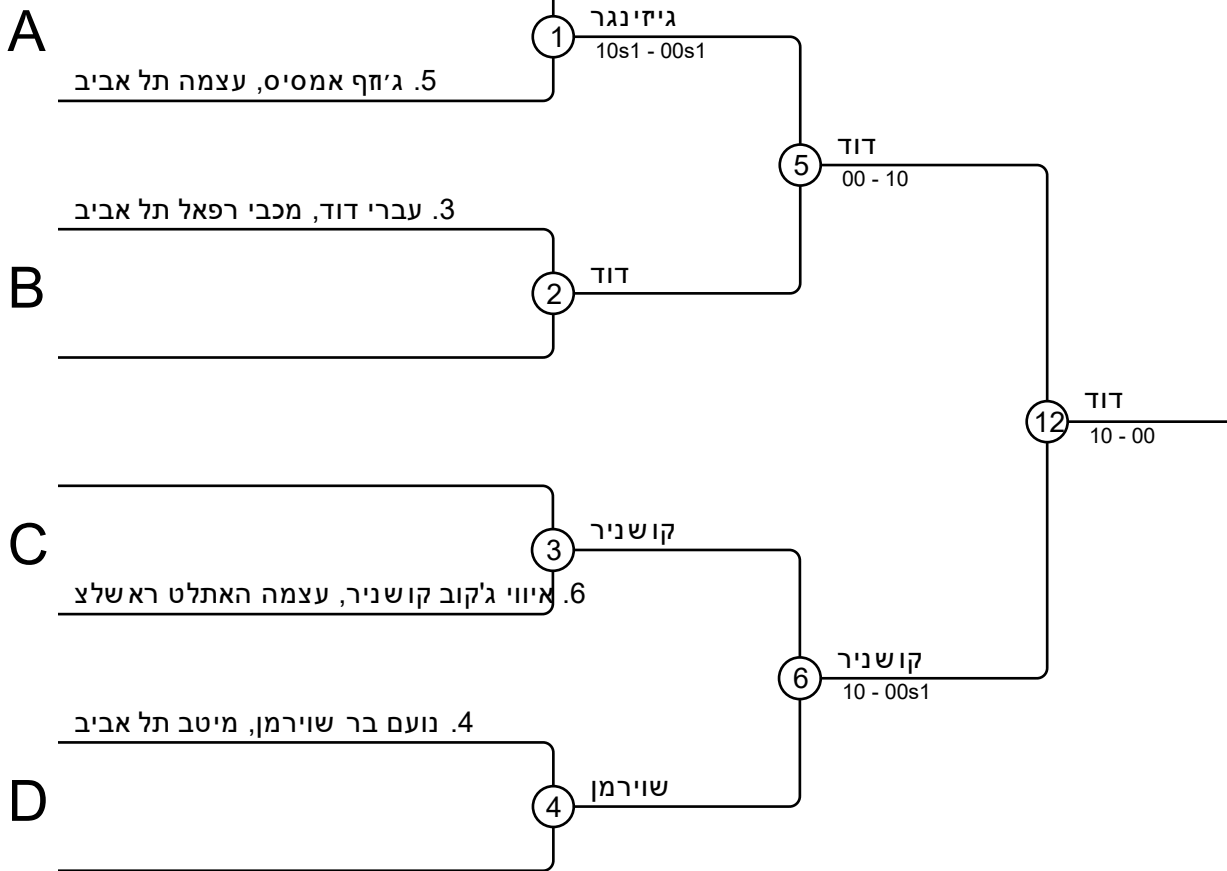 A
1
גייזינגר
10s1 - 00s1
5. ג׳וזף אמסיס, עצמה תל אביב
5
דוד
00 - 10
3. עברי דוד, מכבי רפאל תל אביב
B
2
דוד
12
דוד
10 - 00
C
3
קושניר
6. איווי ג'קוב קושניר, עצמה האתלט ראשלצ
6
קושניר
10 - 00s1
4. נועם בר שוירמן, מיטב תל אביב
D
4
שוירמן